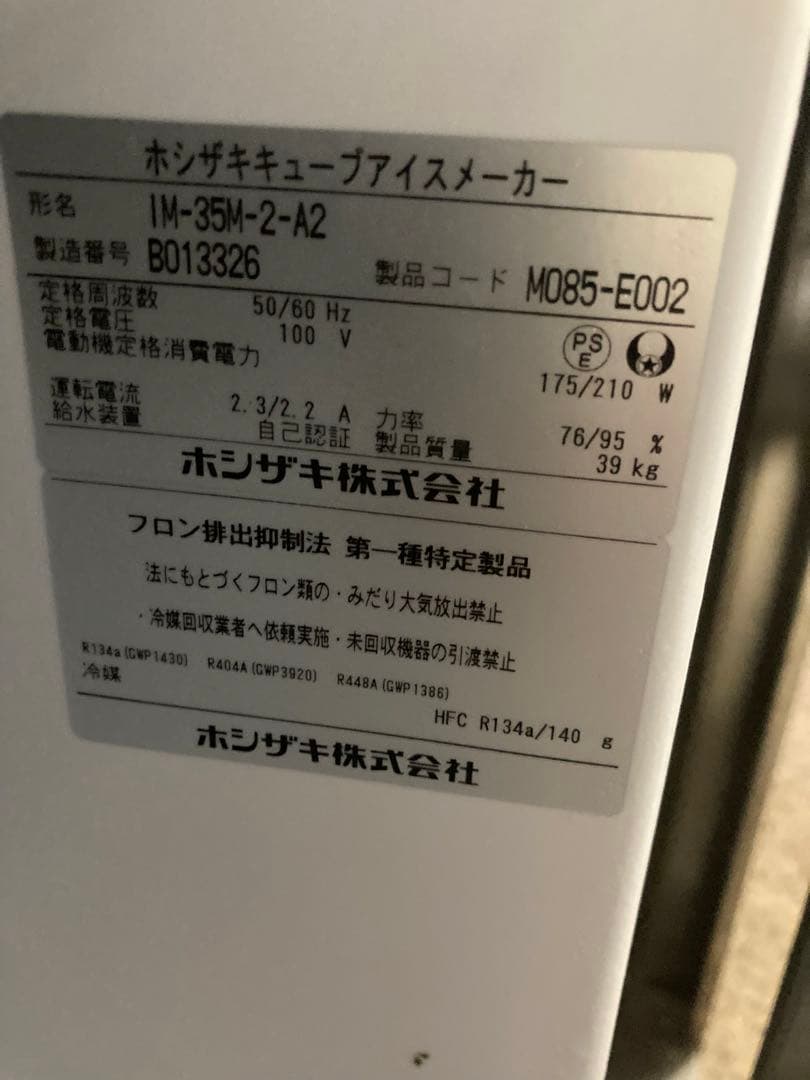 ホシザキキューブアイスメーカー
形名 IM-35M-2-A2
製造番号 B013326 製品コード M085-E002
定格周波数 50/60 Hz
定格電圧 100 V
PS E
電動機定格消費電力 175/210 W
運転電流 2.3/2.2 A 力率 76/95 %
給水装置 自己認証 製品質量 39 kg
ホシザキ株式会社
フロン排出抑制法 第一種特定製品
法にもとづくフロン類の・みだり大気放出禁止
・冷媒回収業者へ依頼実施・未回収機器の引渡禁止
R134a(GWP1430) R404A(GWP3920) R448A(GWP1386)
冷媒 HFC R134a/140 g
ホシザキ株式会社